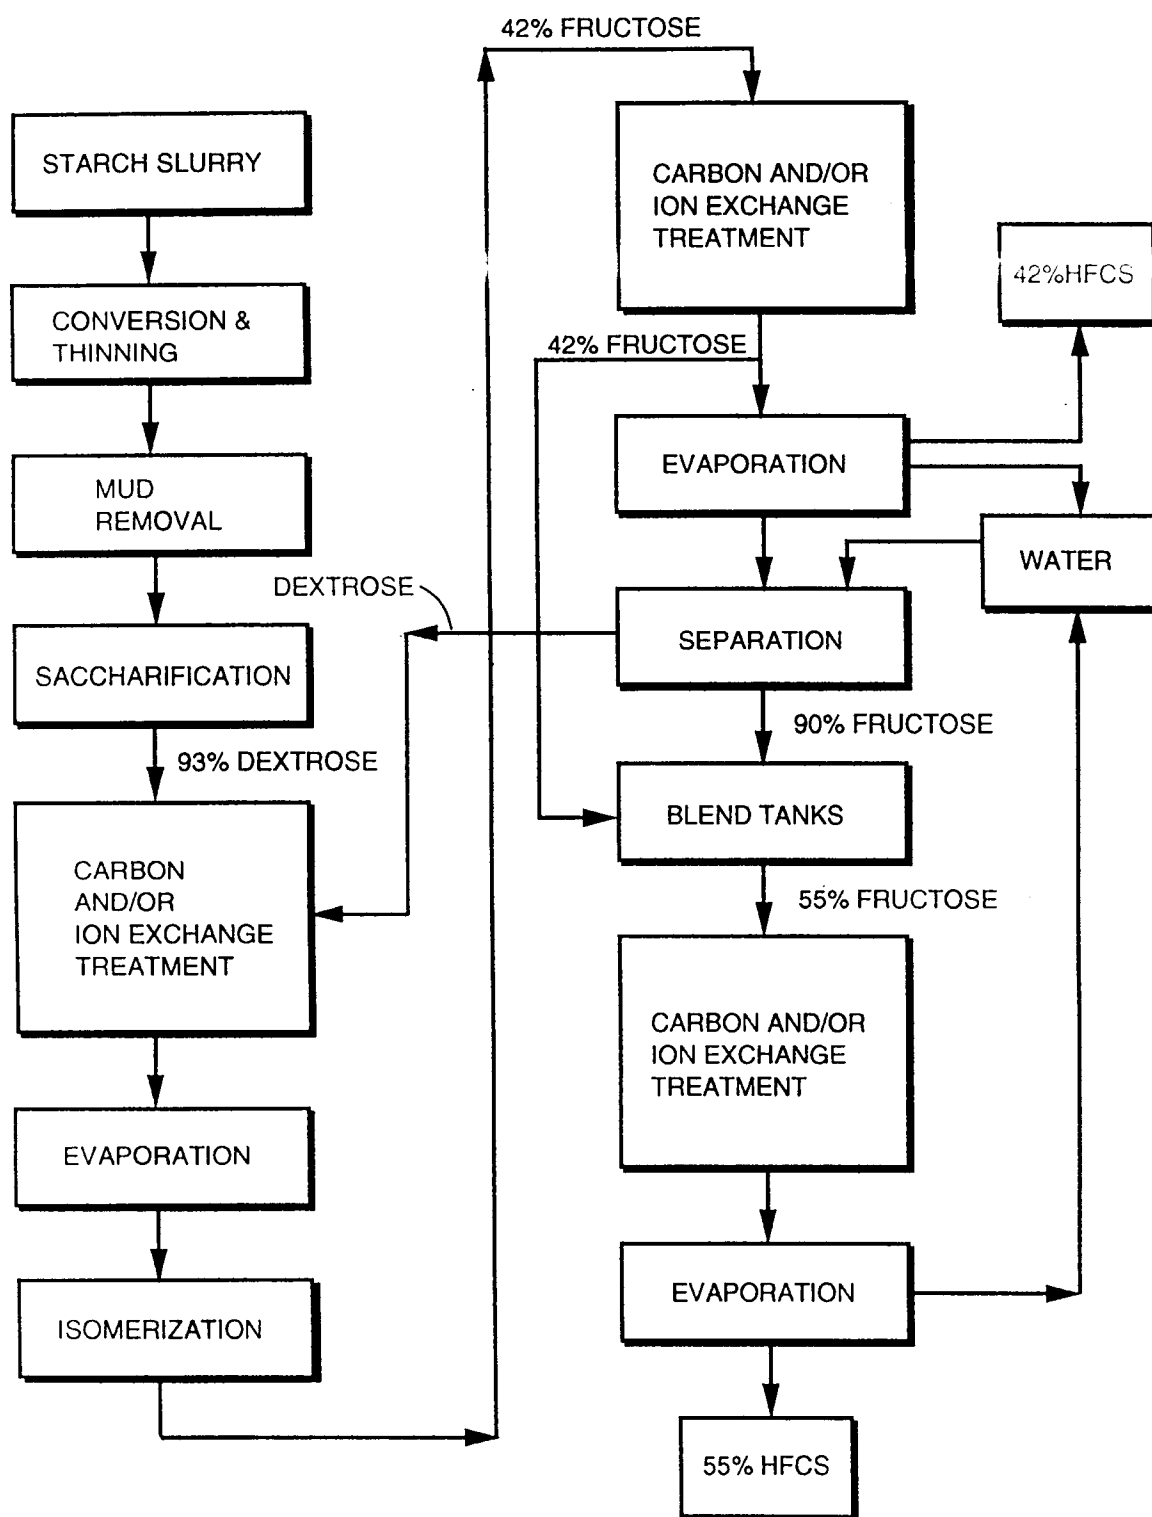 42% FRUCTOSE
STARCH SLURRY
CONVERSION &
THINNING
MUD
REMOVAL
SACCHARIFICATION
93% DEXTROSE
CARBON
AND/OR
ION EXCHANGE
TREATMENT
EVAPORATION
ISOMERIZATION
DEXTROSE
CARBON AND/OR
ION EXCHANGE
TREATMENT
42% FRUCTOSE
42%HFCS
EVAPORATION
WATER
SEPARATION
90% FRUCTOSE
BLEND TANKS
55% FRUCTOSE
CARBON AND/OR
ION EXCHANGE
TREATMENT
EVAPORATION
55% HFCS